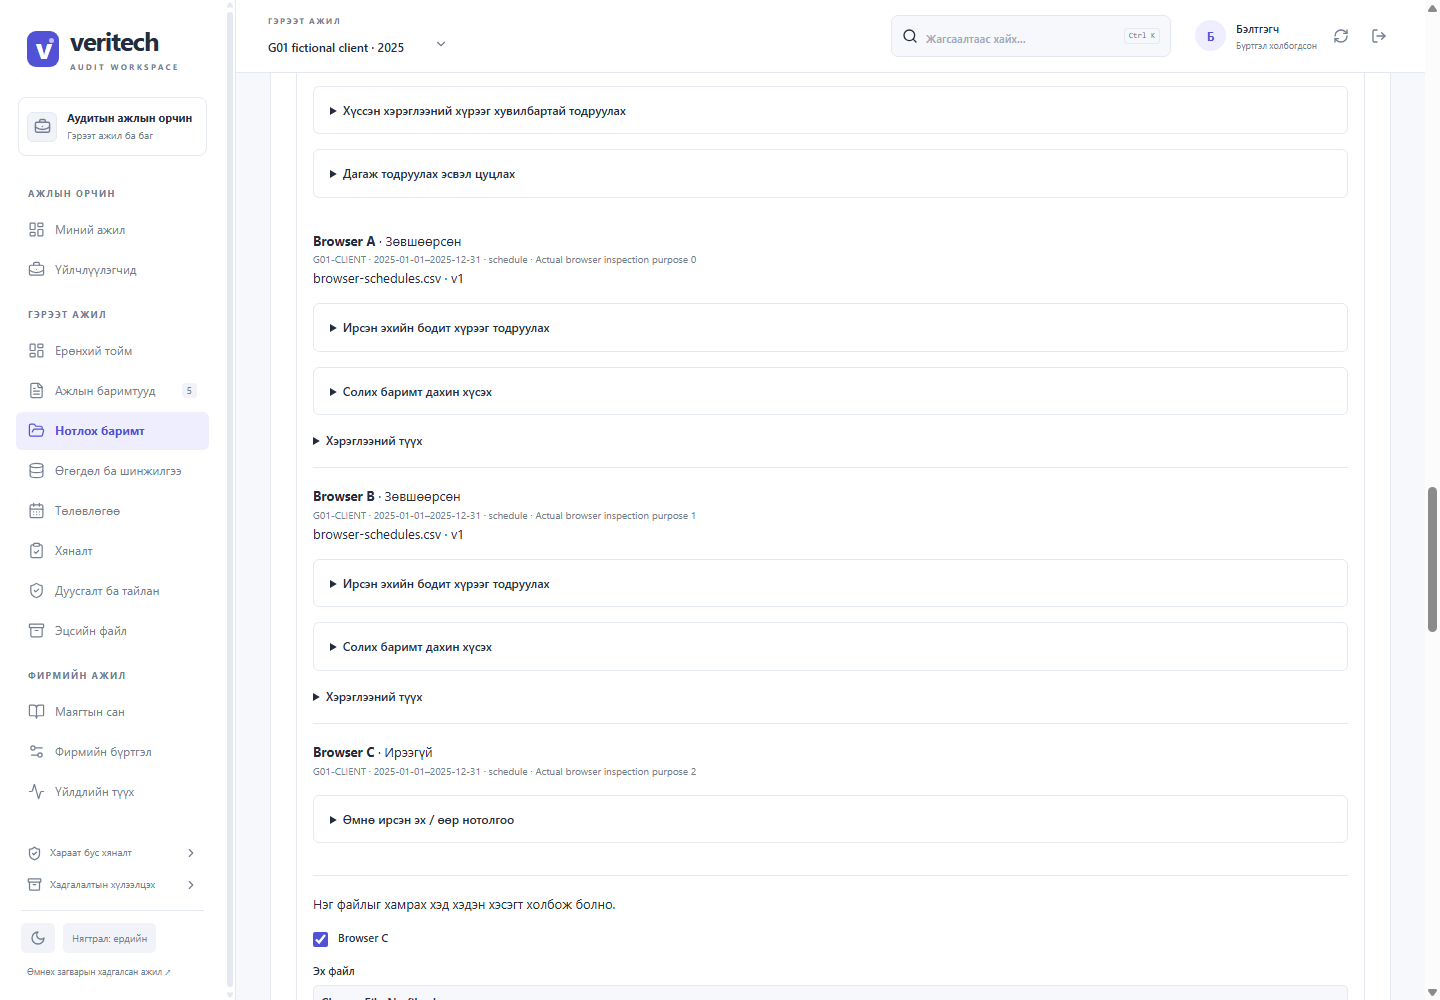 veritech
AUDIT WORKSPACE
Аудитын ажлын орчин
Гэрээт ажил ба баг
АЖЛЫН ОРЧИН
Миний ажил
Үйлчлүүлэгчид
ГЭРЭЭТ АЖИЛ
Ерөнхий тойм
Ажлын баримтууд 5
Нотлох баримт
Өгөгдөл ба шинжилгээ
Төлөвлөгөө
Хяналт
Дуусгалт ба тайлан
Эцсийн файл
ФИРМИЙН АЖИЛ
Маягтын сан
Фирмийн бүртгэл
Үйлдлийн түүх
Хараат бус хяналт
Хадгалалтын хүлээлцэх
Нягтрал: ердийн
Өмнөх загварын хадгалсан ажил ↗
ГЭРЭЭТ АЖИЛ
G01 fictional client · 2025
Жагсаалтаас хайх... Ctrl K
Б
Бэлтгэгч
Бүртгэл холбогдсон
▶ Хүссэн хэрэглээний хүрээг хувилбартай тодруулах
▶ Дагаж тодруулах эсвэл цуцлах
Browser A · Зөвшөөрсөн
G01-CLIENT · 2025-01-01–2025-12-31 · schedule · Actual browser inspection purpose 0
browser-schedules.csv · v1
▶ Ирсэн эхийн бодит хүрээг тодруулах
▶ Солих баримт дахин хүсэх
▶ Хэрэглээний түүх
Browser B · Зөвшөөрсөн
G01-CLIENT · 2025-01-01–2025-12-31 · schedule · Actual browser inspection purpose 1
browser-schedules.csv · v1
▶ Ирсэн эхийн бодит хүрээг тодруулах
▶ Солих баримт дахин хүсэх
▶ Хэрэглээний түүх
Browser C · Ирээгүй
G01-CLIENT · 2025-01-01–2025-12-31 · schedule · Actual browser inspection purpose 2
▶ Өмнө ирсэн эх / өөр нотолгоо
Нэг файлыг хамрах хэд хэдэн хэсэгт холбож болно.
Browser C
Эх файл